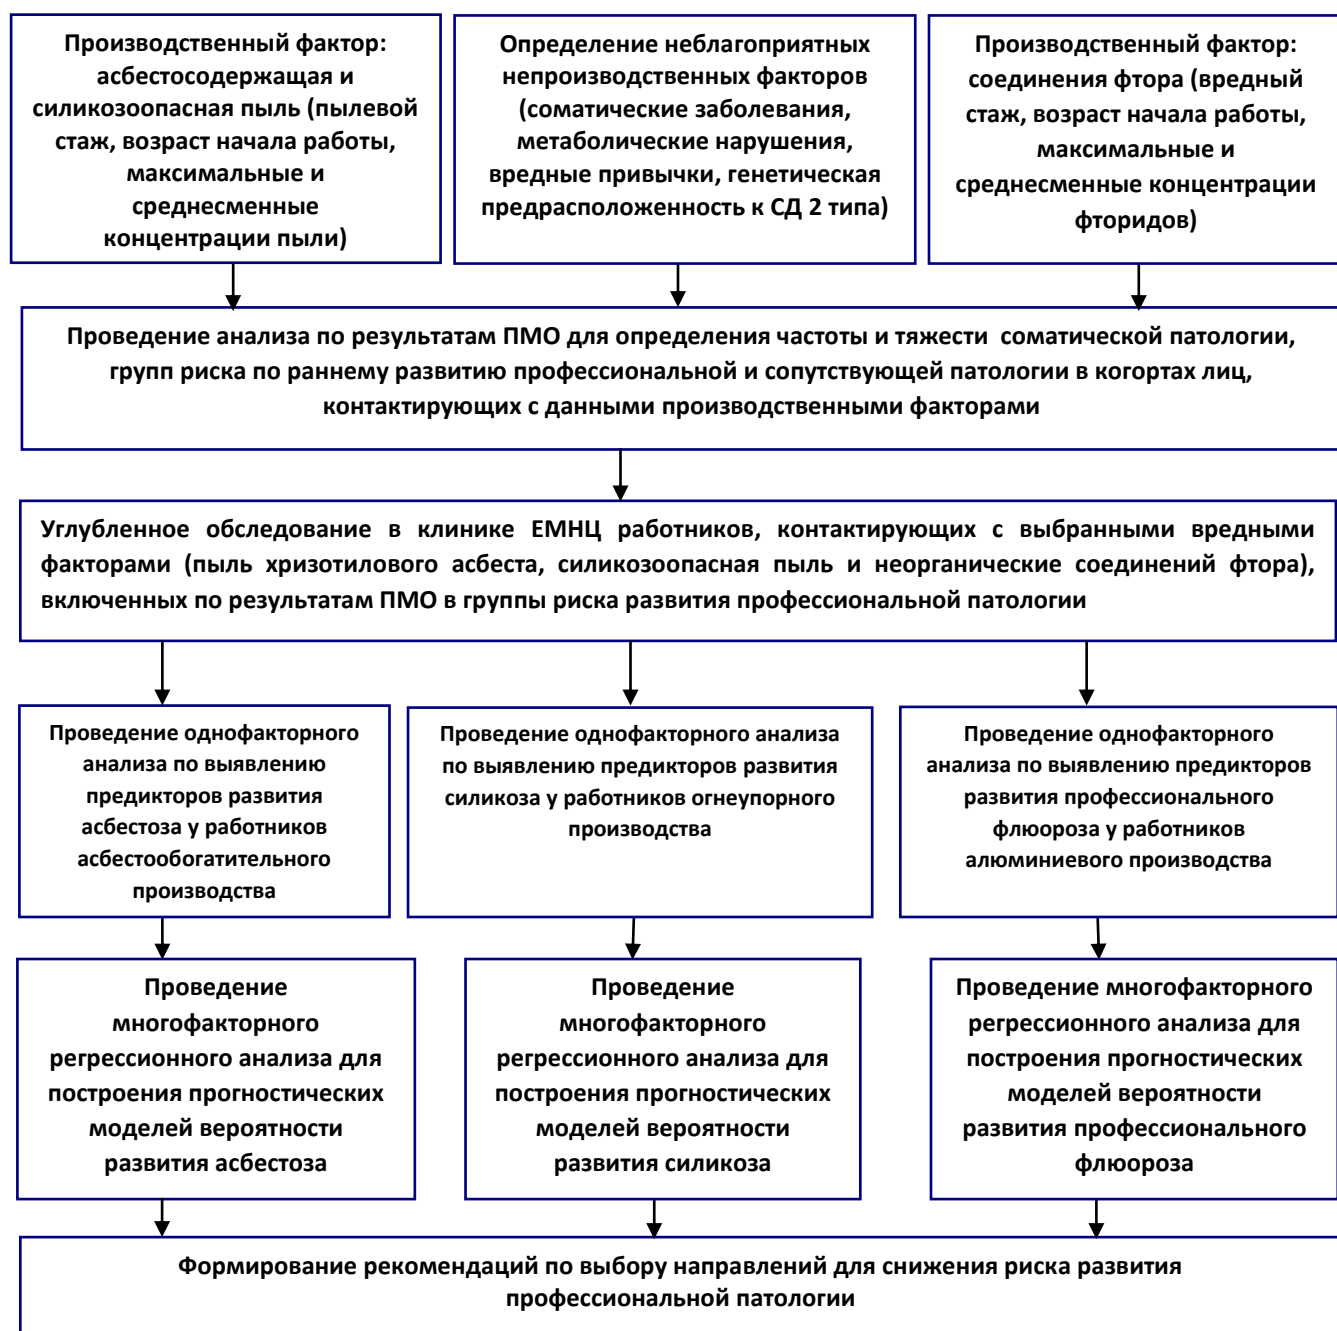 Производственный фактор:
асбестосодержащая и
силикозоопасная пыль (пылевой
стаж, возраст начала работы,
максимальные и
среднесменные
концентрации пыли)
Определение неблагоприятных
непроизводственных факторов
(соматические заболевания,
метаболические нарушения,
вредные привычки, генетическая
предрасположенность к СД 2 типа)
Производственный фактор:
соединения фтора (вредный
стаж, возраст начала работы,
максимальные и
среднесменные концентрации
фторидов)
Проведение анализа по результатам ПМО для определения частоты и тяжести соматической патологии,
групп риска по раннему развитию профессиональной и сопутствующей патологии в когортах лиц,
контактирующих с данными производственными факторами
Углубленное обследование в клинике ЕМНЦ работников, контактирующих с выбранными вредными
факторами (пыль хризотилового асбеста, силикозоопасная пыль и неорганические соединений фтора),
включенных по результатам ПМО в группы риска развития профессиональной патологии
Проведение однофакторного
анализа по выявлению
предикторов развития
асбестоза у работников
асбестообогатительного
производства
Проведение однофакторного анализа
по выявлению предикторов развития
силикоза у работников огнеупорного
производства
Проведение однофакторного
анализа по выявлению предикторов
развития профессионального
флюороза у работников
алюминиевого производства
Проведение
многофакторного
регрессионного анализа для
построения прогностических
моделей вероятности
развития асбестоза
Проведение
многофакторного
регрессионного анализа для
построения прогностических
моделей вероятности
развития силикоза
Проведение многофакторного
регрессионного анализа для
построения прогностических
моделей вероятности
развития профессионального
флюороза
Формирование рекомендаций по выбору направлений для снижения риска развития
профессиональной патологии